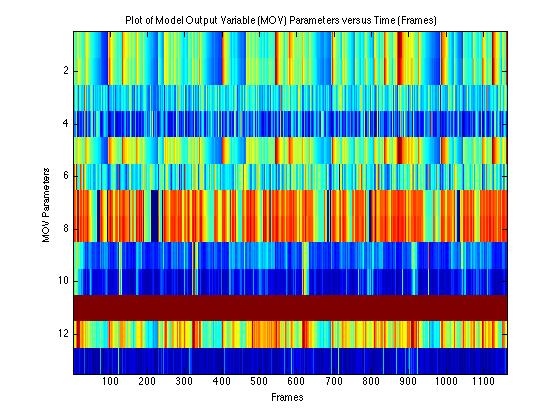 Plot of Model Output Variable (MOV) Parameters versus Time (Frames)
2
4
6
8
10
12
MOV Parameters
100 200 300 400 500 600 700 800 900 1000 1100
Frames